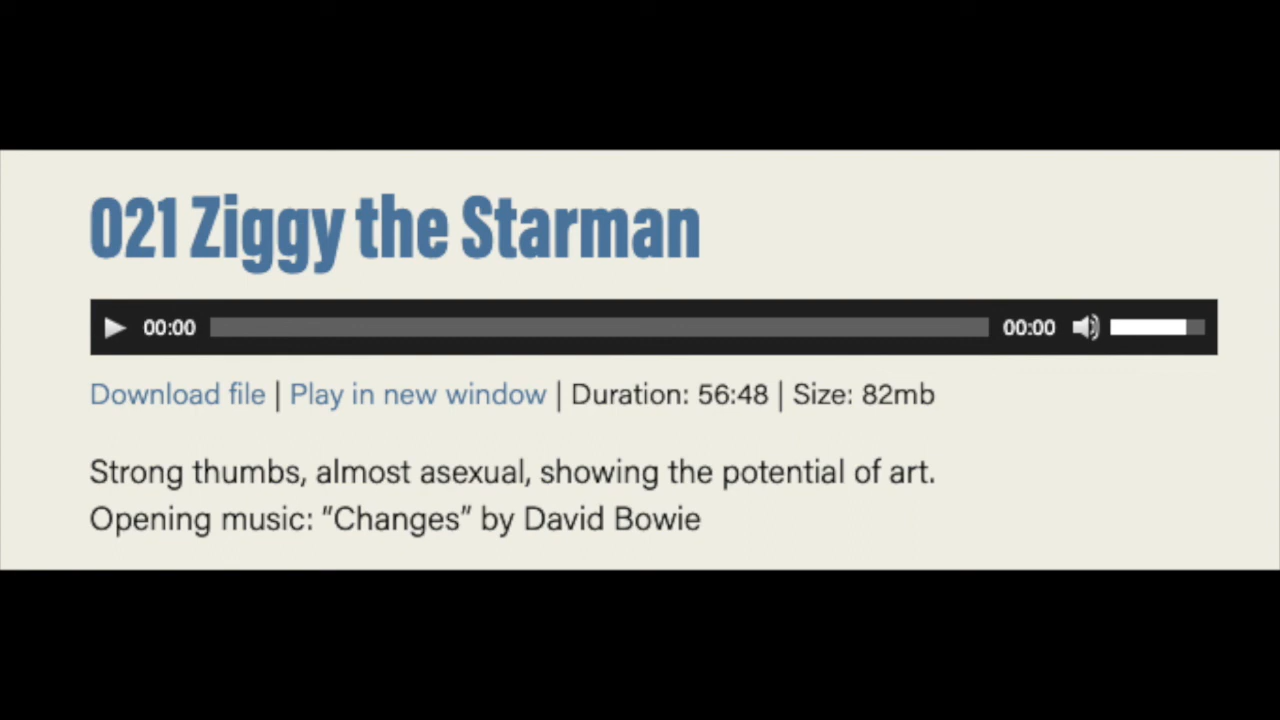 021 Ziggy the Starman
00:00 00:00
Download file | Play in new window | Duration: 56:48 | Size: 82mb
Strong thumbs, almost asexual, showing the potential of art.
Opening music: "Changes" by David Bowie